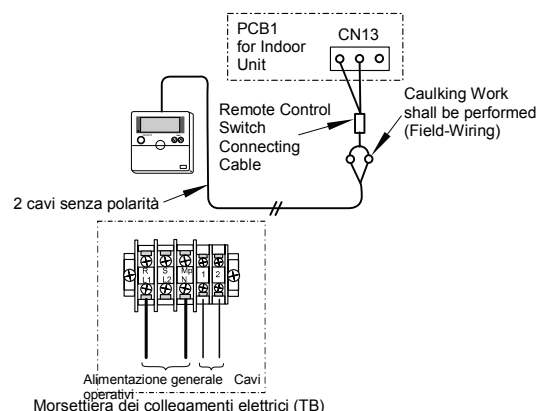 PCB1
for Indoor
Unit
CN13
Remote Control
Switch
Connecting
Cable
Caulking Work
shall be performed
(Field-Wiring)
2 cavi senza polarità
R
L1
S
L2
Mp
N
1
2
Alimentazione generale Cavi
operativi
Morsettiera dei collegamenti elettrici (TB)